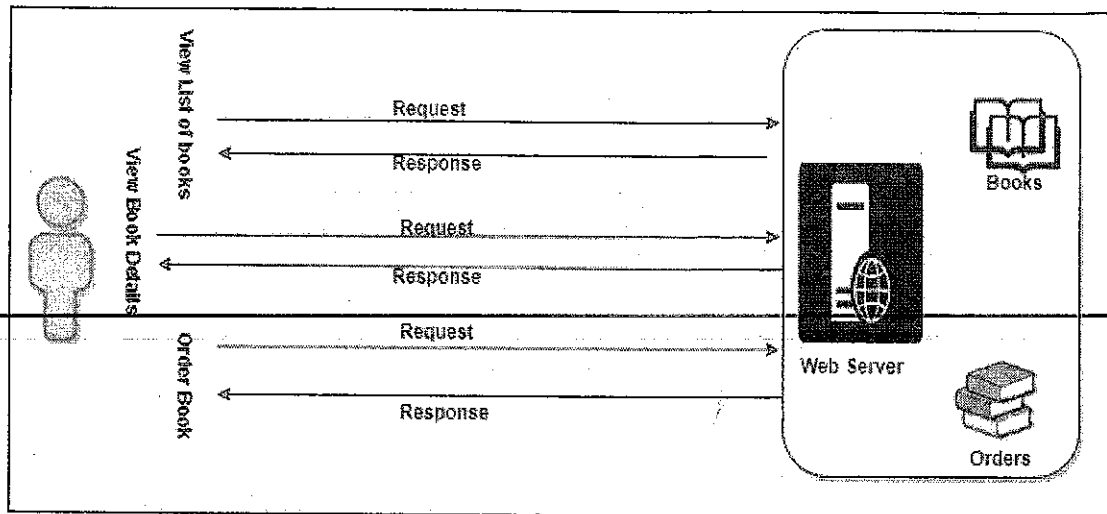 View List of books
Request
Response
Books
View Book Details
Request
Response
Order Book
Request
Web Server
Response
Orders